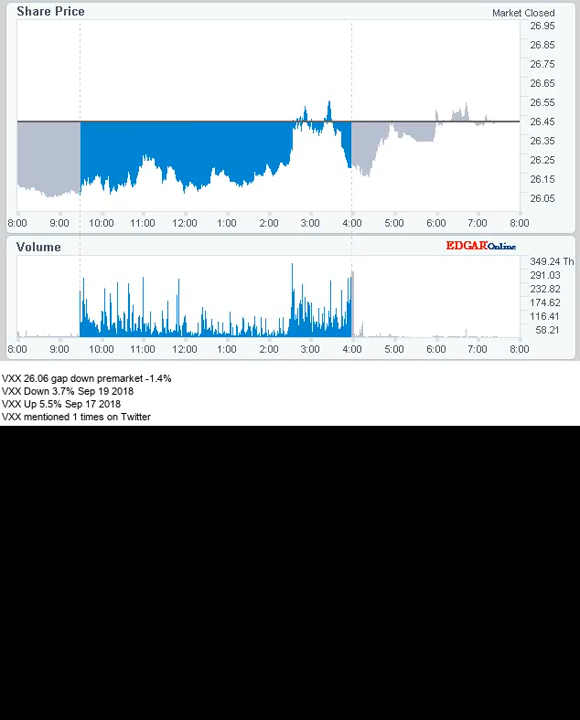 Share Price
Market Closed
26.95
26.85
26.75
26.65
26.55
26.45
26.35
26.25
26.15
26.05
8:00 9:00 10:00 11:00 12:00 1:00 2:00 3:00 4:00 5:00 6:00 7:00 8:00
Volume
EDGAR Online
349.24 Th
291.03
232.82
174.62
116.41
58.21
8:00 9:00 10:00 11:00 12:00 1:00 2:00 3:00 4:00 5:00 6:00 7:00 8:00
VXX 26.06 gap down premarket -1.4%
VXX Down 3.7% Sep 19 2018
VXX Up 5.5% Sep 17 2018
VXX mentioned 1 times on Twitter